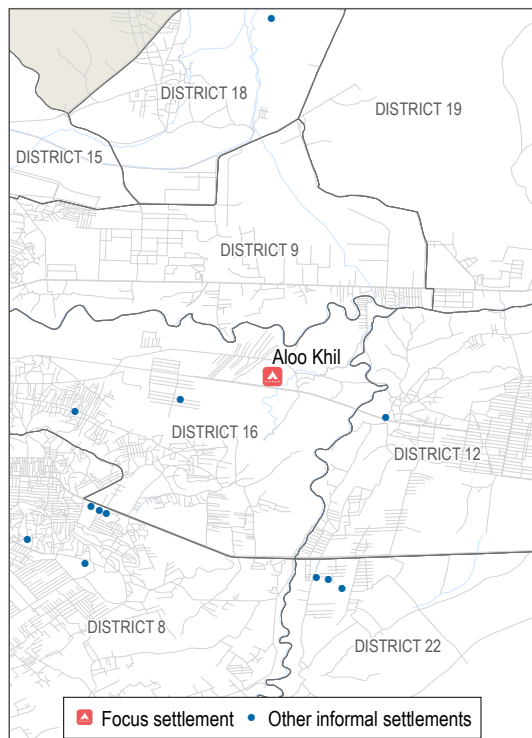 DISTRICT 18
DISTRICT 19
DISTRICT 15
DISTRICT 9
Aloo Khil
DISTRICT 16
DISTRICT 12
DISTRICT 8
DISTRICT 22
Focus settlement
Other informal settlements